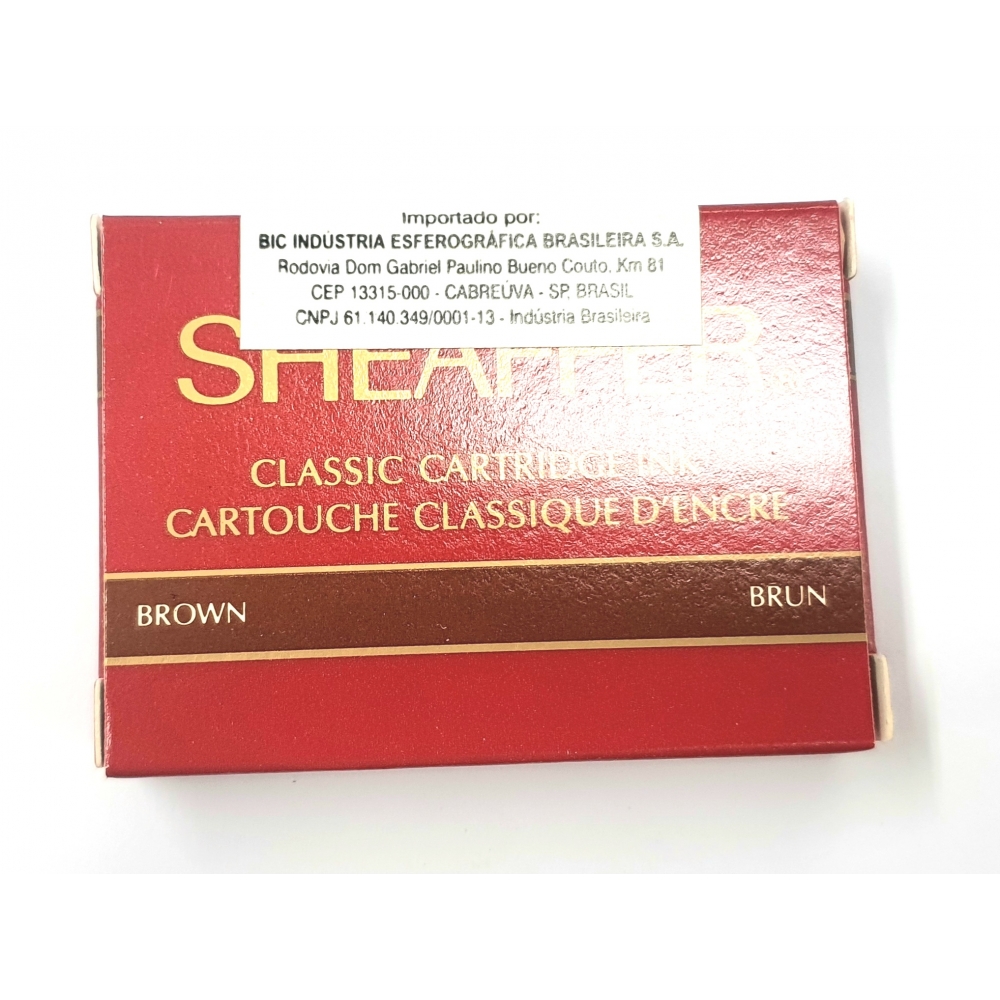 Importado por:
BIC INDÚSTRIA ESFEROGRÁFICA BRASILEIRA S.A.
Rodovia Dom Gabriel Paulino Bueno Couto, Km 81
CEP 13315-000 - CABREÚVA - SP, BRASIL
CNPJ 61.140.349/0001-13 - Indústria Brasileira
SHEAFFER®
CLASSIC CARTRIDGE INK
CARTOUCHE CLASSIQUE D'ENCRE
BROWN
BRUN